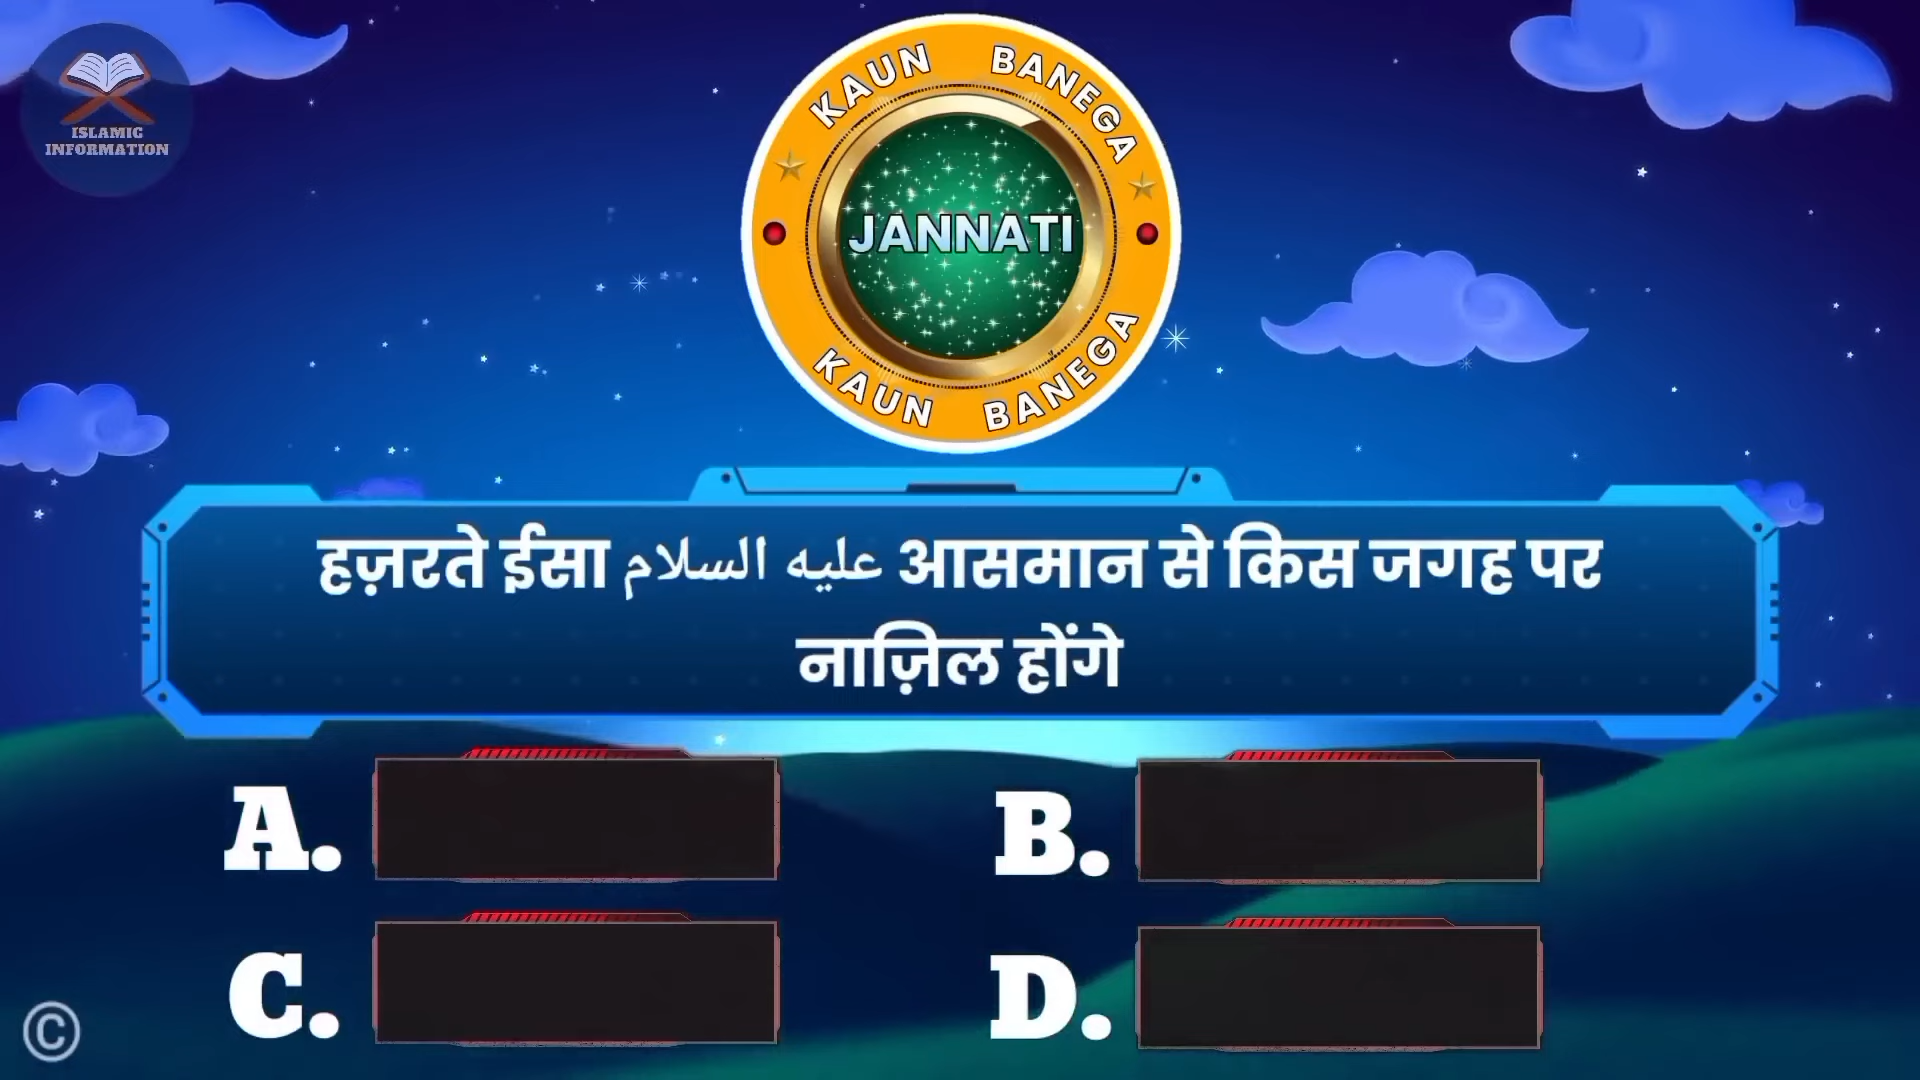 ISLAMIC
INFORMATION
KAUN BANEGA
JANNATI
KAUN BANEGA
हज़रते ईसा عليه السلام आसमान से किस जगह पर
नाज़िल होंगे
A.
B.
C.
D.
©